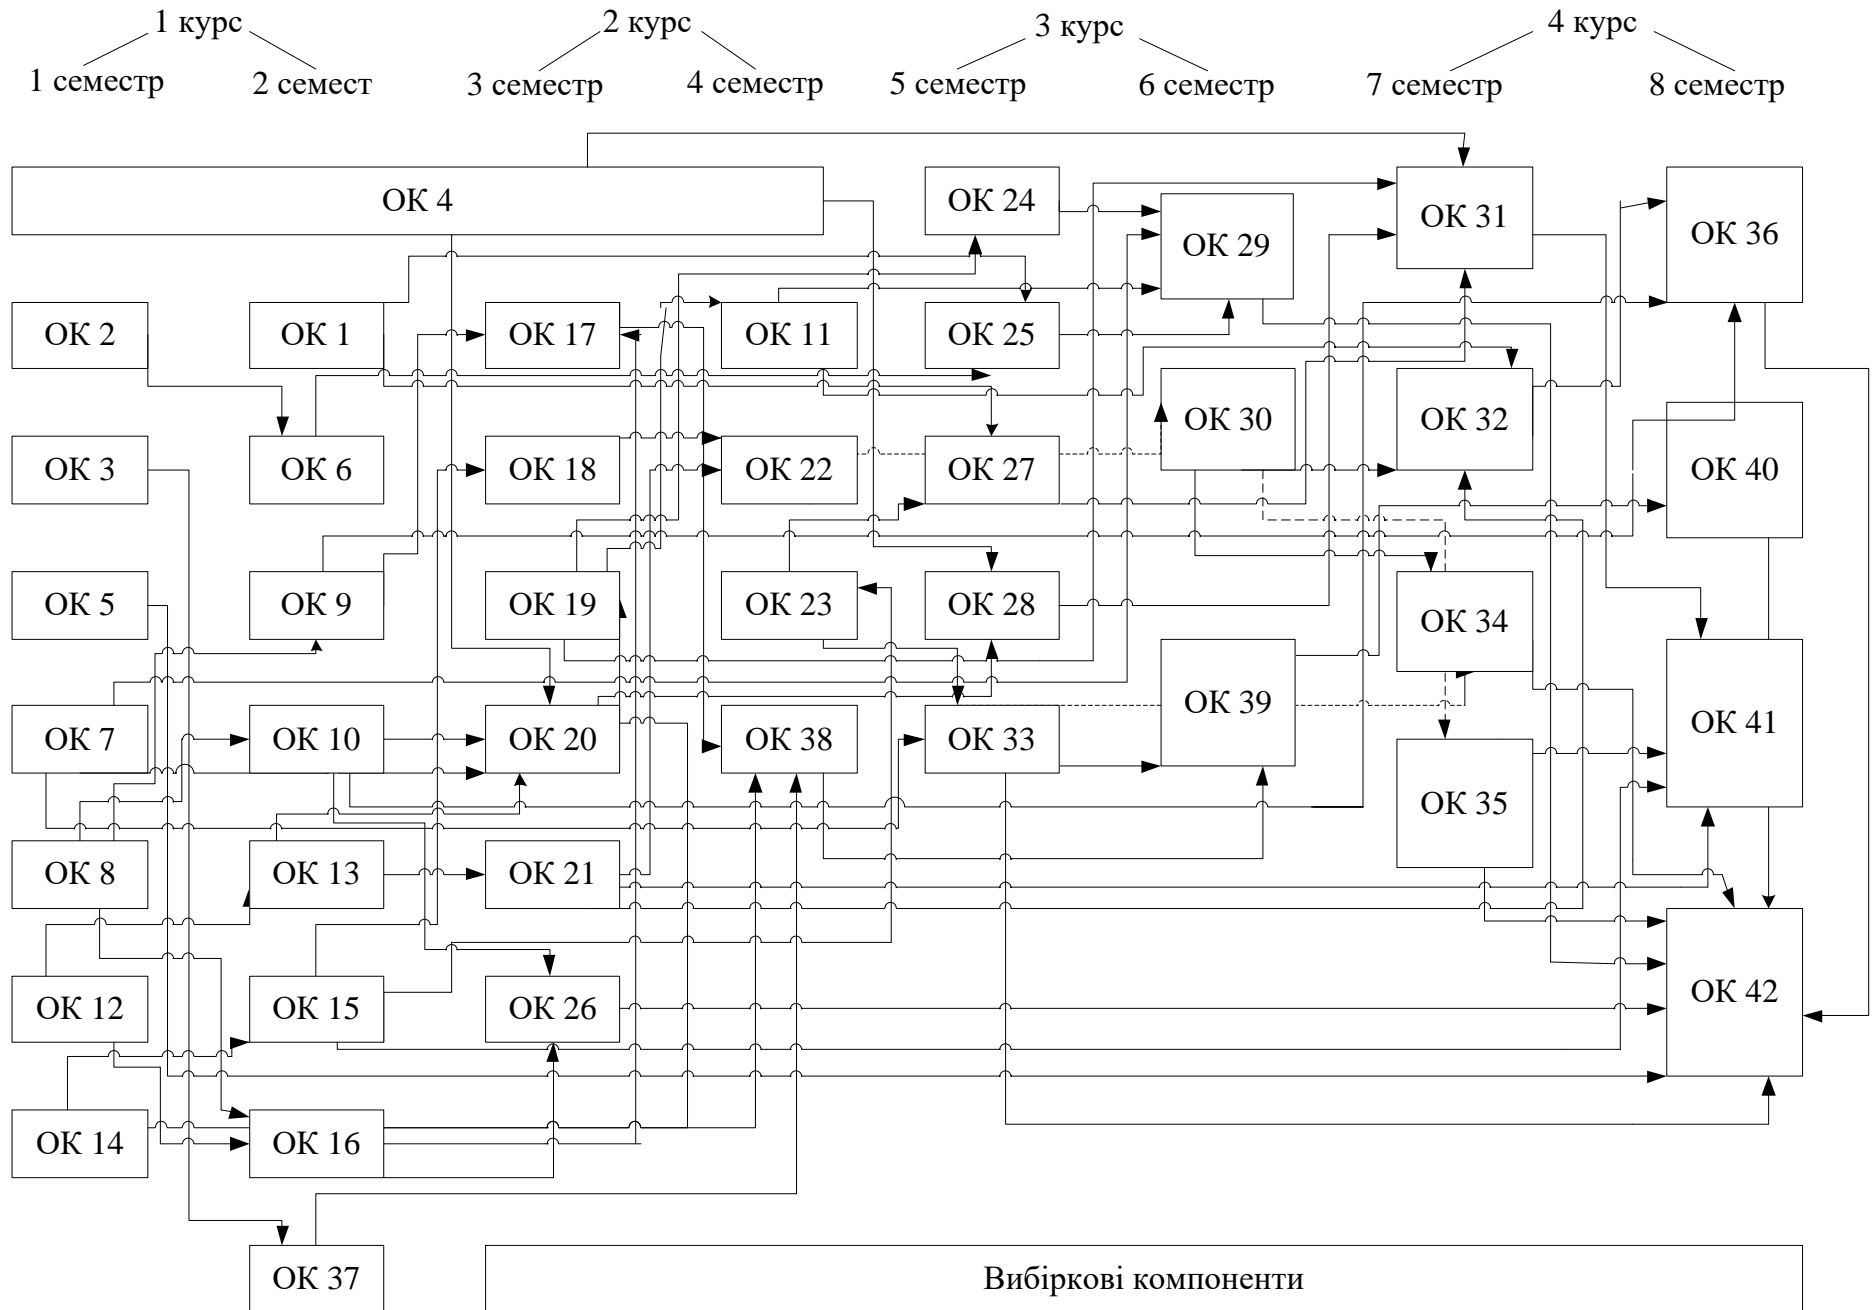 1 курс 2 курс 3 курс 4 курс
1 семестр 2 семест 3 семестр 4 семестр 5 семестр 6 семестр 7 семестр 8 семестр
ОК 4 ОК 24 ОК 29 ОК 31 ОК 36
ОК 2 ОК 1 ОК 17 ОК 11 ОК 25
ОК 3 ОК 6 ОК 18 ОК 22 ОК 27 ОК 30 ОК 32 ОК 40
ОК 5 ОК 9 ОК 19 ОК 23 ОК 28 ОК 34
ОК 7 ОК 10 ОК 20 ОК 38 ОК 33 ОК 39 ОК 41
ОК 8 ОК 13 ОК 21 ОК 35
ОК 12 ОК 15 ОК 26 ОК 42
ОК 14 ОК 16
ОК 37 Вибіркові компоненти